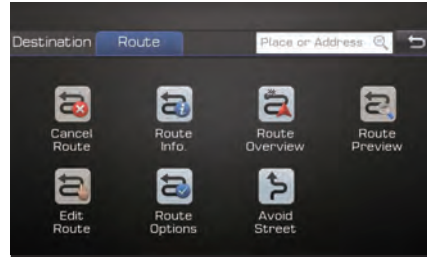 Destination
Route
Place or Address
Cancel
Route
Route
Info.
Route
Overview
Route
Preview
Edit
Route
Route
Options
Avoid
Street